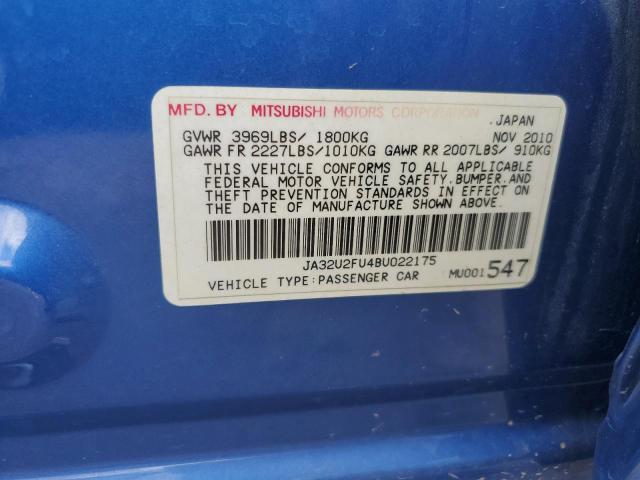 MFD. BY MITSUBISHI MOTORS CORPORATION
.JAPAN
GVWR 3969LBS/ 1800KG NOV 2010
GAWR FR 2227LBS/1010KG GAWR RR 2007LBS/ 910KG
THIS VEHICLE CONFORMS TO ALL APPLICABLE
FEDERAL MOTOR VEHICLE SAFETY,BUMPER,AND
THEFT PREVENTION STANDARDS IN EFFECT ON
THE DATE OF MANUFACTURE SHOWN ABOVE.
JA32U2FU4BU022175
VEHICLE TYPE:PASSENGER CAR MU001547